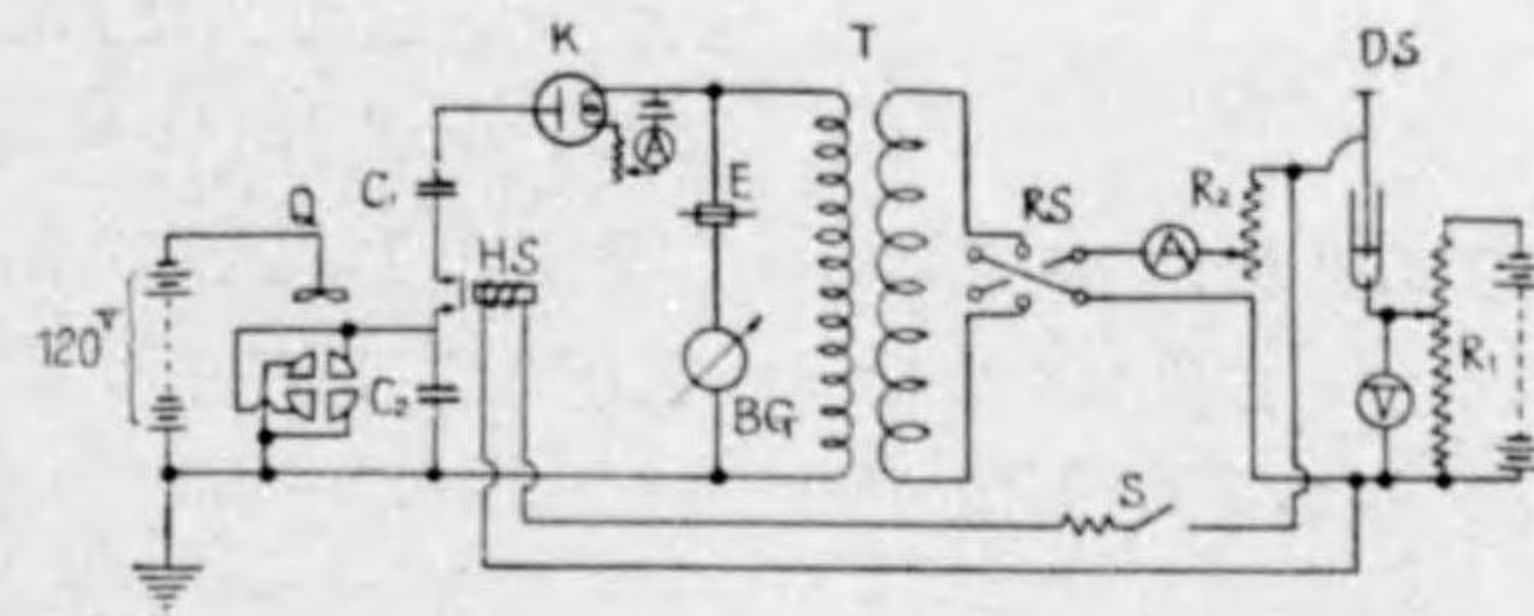 K
T
DS
A
E
R₂
C₁
RS
Q
HS
A
120ᵛ
C₂
R₁
BG
V
S